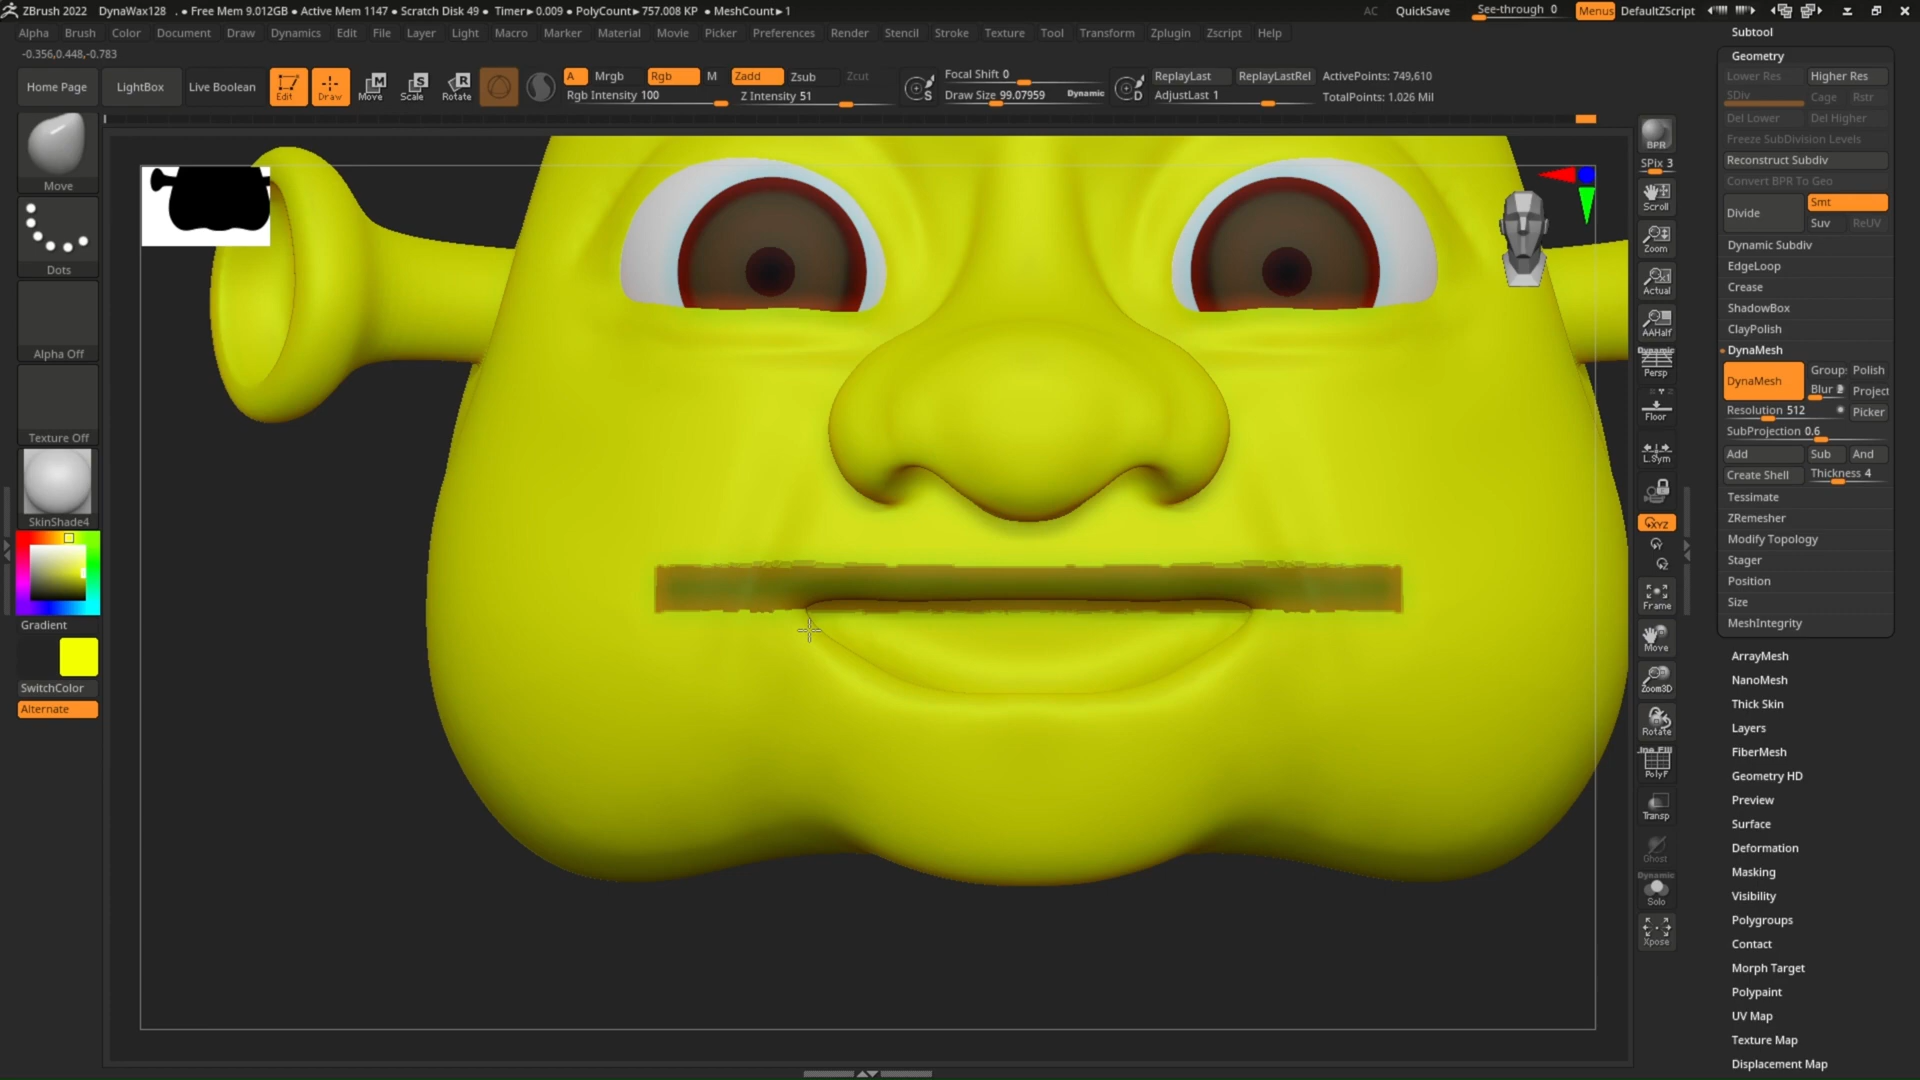 ZBrush 2022 DynaWax128 . • Free Mem 9.012GB • Active Mem 1147 • Scratch Disk 49 • Timer▸0.009 • PolyCount▸757.008 KP • MeshCount▸1 AC QuickSave See-through 0 Menus DefaultZScript
Alpha Brush Color Document Draw Dynamics Edit File Layer Light Macro Marker Material Movie Picker Preferences Render Stencil Stroke Texture Tool Transform Zplugin Zscript Help
-0.356,0.448,-0.783
Home Page LightBox Live Boolean Edit Draw Move Scale Rotate
A Mrgb Rgb M Zadd Zsub Zcut
Rgb Intensity 100 Z Intensity 51
Focal Shift 0
Draw Size 99.07959 Dynamic
S
D
ReplayLast ReplayLastRel ActivePoints: 749,610
AdjustLast 1 TotalPoints: 1.026 Mil
Move
Dots
Alpha Off
Texture Off
SkinShade4
Gradient
SwitchColor
Alternate
BPR
SPix 3
Scroll
Zoom
Actual
AAHalf
Dynamic
Persp
Floor
L.Sym
XYZ
Y
Z
Frame
Move
Zoom3D
Rotate
Line Fill
PolyF
Transp
Ghost
Dynamic
Solo
Xpose
Subtool
Geometry
Lower Res Higher Res
SDiv Cage Rstr
Del Lower Del Higher
Freeze SubDivision Levels
Reconstruct Subdiv
Convert BPR To Geo
Divide Smt
Suv ReUV
Dynamic Subdiv
EdgeLoop
Crease
ShadowBox
ClayPolish
DynaMesh
DynaMesh Group: Polish
Blur 2 Project
Resolution 512 Picker
SubProjection 0.6
Add Sub And
Create Shell Thickness 4
Tessimate
ZRemesher
Modify Topology
Stager
Position
Size
MeshIntegrity
ArrayMesh
NanoMesh
Thick Skin
Layers
FiberMesh
Geometry HD
Preview
Surface
Deformation
Masking
Visibility
Polygroups
Contact
Morph Target
Polypaint
UV Map
Texture Map
Displacement Map